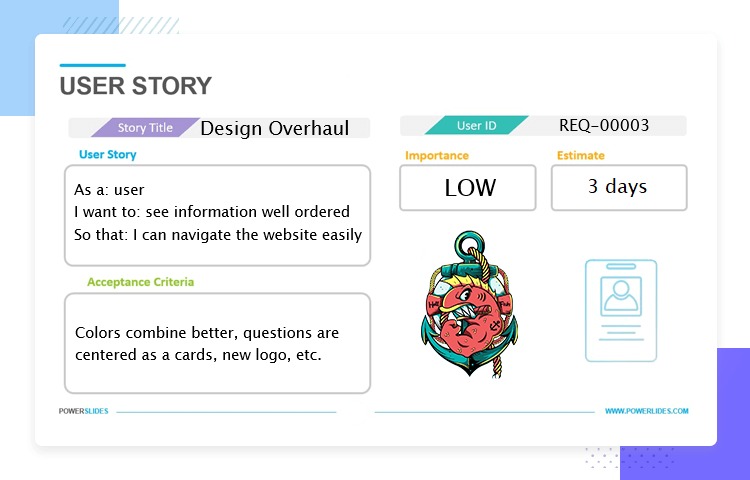 USER STORY
Story Title
Design Overhaul
User ID
REQ-00003
User Story
As a: user
I want to: see information well ordered
So that: I can navigate the website easily
Importance
LOW
Estimate
3 days
Acceptance Criteria
Colors combine better, questions are
centered as a cards, new logo, etc.
POWERSLIDES
WWW.POWERLIDES.COM